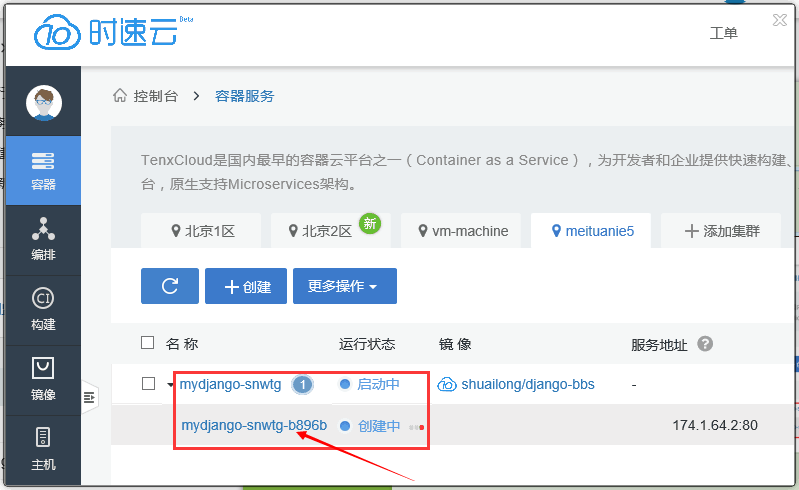 时速云 Beta
工单
控制台 > 容器服务
TenxCloud是国内最早的容器云平台之一（Container as a Service），为开发者和企业提供快速构建、
台，原生支持Microservices架构。
北京1区 北京2区 新 vm-machine meituanie5 添加集群
容器
创建 更多操作
编排
CI
构建
名 称 运行状态 镜 像 服务地址 ?
mydjango-snwtg 1 启动中 shuailong/django-bbs -
镜像
mydjango-snwtg-b896b 创建中 174.1.64.2:80
主机